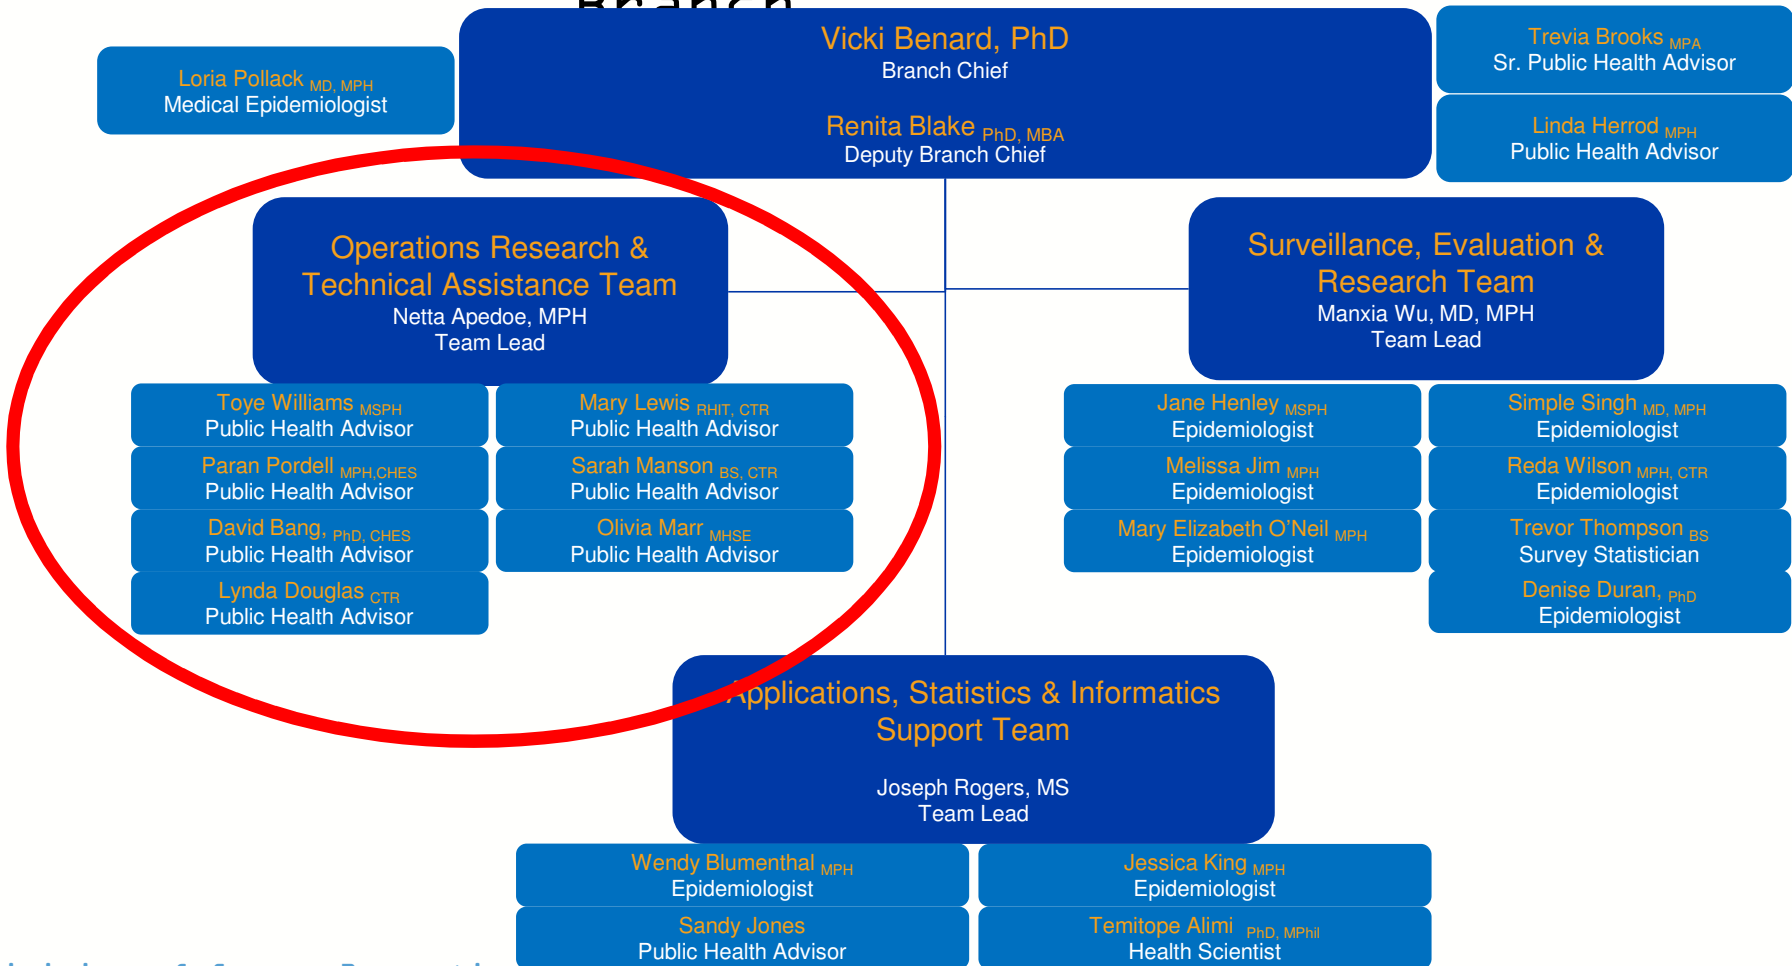 Branch
Vicki Benard, PhD
Branch Chief
Renita Blake PhD, MBA
Deputy Branch Chief
Loria Pollack MD, MPH
Medical Epidemiologist
Trevia Brooks MPA
Sr. Public Health Advisor
Linda Herrod MPH
Public Health Advisor
Operations Research &
Technical Assistance Team
Netta Apedoe, MPH
Team Lead
Toye Williams MSPH
Public Health Advisor
Mary Lewis RHIT, CTR
Public Health Advisor
Paran Pordell MPH,CHES
Public Health Advisor
Sarah Manson BS, CTR
Public Health Advisor
David Bang, PhD, CHES
Public Health Advisor
Olivia Marr MHSE
Public Health Advisor
Lynda Douglas CTR
Public Health Advisor
Surveillance, Evaluation &
Research Team
Manxia Wu, MD, MPH
Team Lead
Jane Henley MSPH
Epidemiologist
Simple Singh MD, MPH
Epidemiologist
Melissa Jim MPH
Epidemiologist
Reda Wilson MPH, CTR
Epidemiologist
Mary Elizabeth O'Neil MPH
Epidemiologist
Trevor Thompson BS
Survey Statistician
Denise Duran, PhD
Epidemiologist
Applications, Statistics & Informatics
Support Team
Joseph Rogers, MS
Team Lead
Wendy Blumenthal MPH
Epidemiologist
Jessica King MPH
Epidemiologist
Sandy Jones
Public Health Advisor
Temitope Alimi PhD, MPhil
Health Scientist